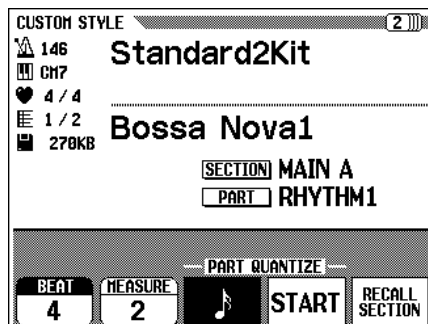 CUSTOM STYLE
2
146
CM7
4/4
1/2
270KB
Standard2Kit
Bossa Nova1
SECTION MAIN A
PART RHYTHM1
PART QUANTIZE
BEAT
4
MEASURE
2
START
RECALL
SECTION